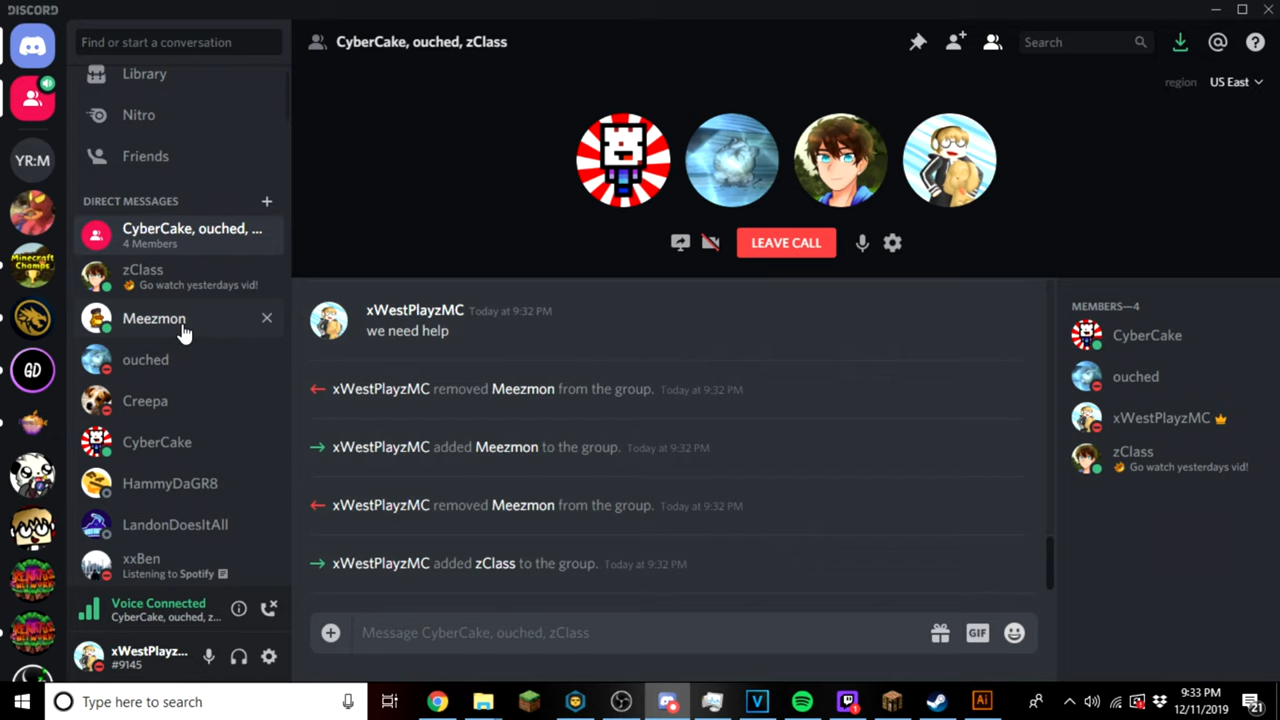 DISCORD
Find or start a conversation
Library
Nitro
Friends
DIRECT MESSAGES
CyberCake, ouched, ...
4 Members
zClass
Go watch yesterdays vid!
Meezmon
ouched
Creepa
CyberCake
HammyDaGR8
LandonDoesItAll
xxBen
Listening to Spotify
Voice Connected
CyberCake, ouched, z...
xWestPlayz...
#9145
YR:M
Minecraft Champs
GD
CyberCake, ouched, zClass
Search
region US East
LEAVE CALL
xWestPlayzMC Today at 9:32 PM
we need help
xWestPlayzMC removed Meezmon from the group. Today at 9:32 PM
xWestPlayzMC added Meezmon to the group. Today at 9:32 PM
xWestPlayzMC removed Meezmon from the group. Today at 9:32 PM
xWestPlayzMC added zClass to the group. Today at 9:32 PM
Message CyberCake, ouched, zClass
GIF
MEMBERS—4
CyberCake
ouched
xWestPlayzMC
zClass
Go watch yesterdays vid!
Type here to search
V
1
Ai
9:33 PM
12/11/2019
21